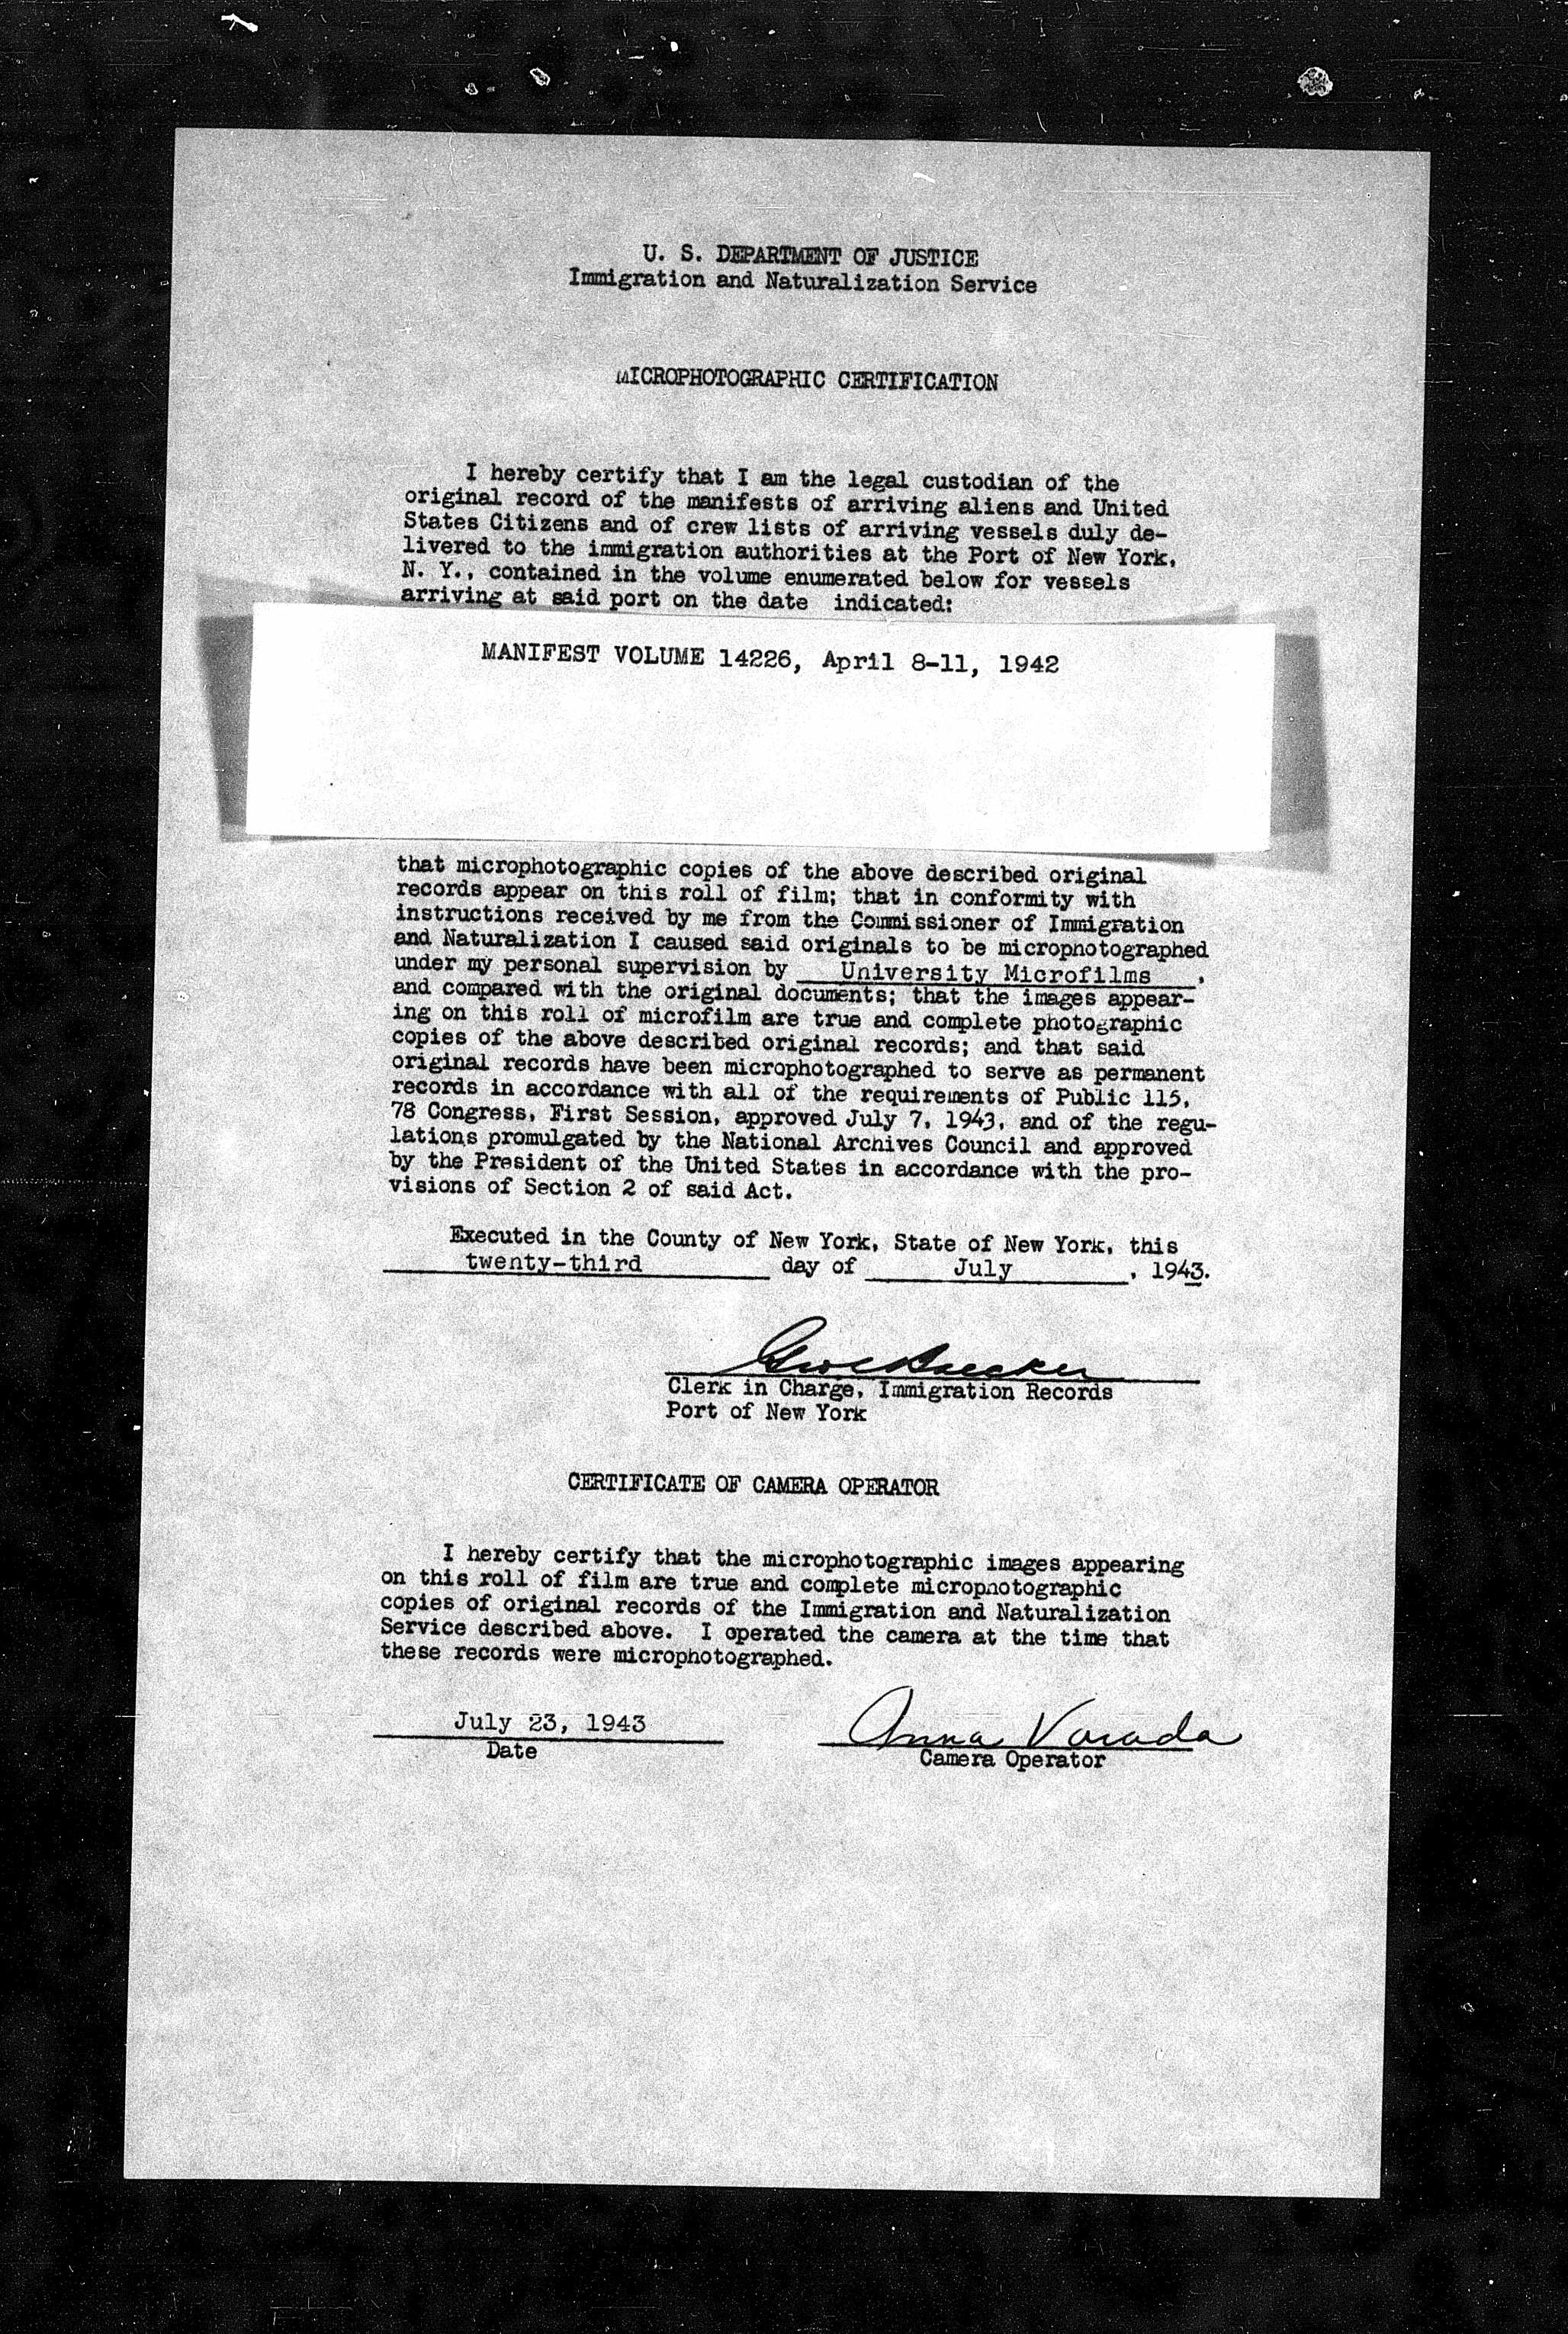 U. S. DEPARTMENT OF JUSTICE
Immigration and Naturalization Service
MICROPHOTOGRAPHIC CERTIFICATION
I hereby certify that I am the legal custodian of the
original record of the manifests of arriving aliens and United
States Citizens and of crew lists of arriving vessels duly de-
livered to the immigration authorities at the Port of New York,
N. Y., contained in the volume enumerated below for vessels
arriving at said port on the date indicated:
MANIFEST VOLUME 14226, April 8-11, 1942
that microphotographic copies of the above described original
records appear on this roll of film; that in conformity with
instructions received by me from the Commissioner of Immigration
and Naturalization I caused said originals to be microphotographed
under my personal supervision by University Microfilms ,
and compared with the original documents; that the images appear-
ing on this roll of microfilm are true and complete photographic
copies of the above described original records; and that said
original records have been microphotographed to serve as permanent
records in accordance with all of the requirements of Public 115,
78 Congress, First Session, approved July 7, 1943, and of the regu-
lations promulgated by the National Archives Council and approved
by the President of the United States in accordance with the pro-
visions of Section 2 of said Act.
Executed in the County of New York, State of New York, this
twenty-third day of July , 1943.
Clerk in Charge, Immigration Records
Port of New York
CERTIFICATE OF CAMERA OPERATOR
I hereby certify that the microphotographic images appearing
on this roll of film are true and complete microphotographic
copies of original records of the Immigration and Naturalization
Service described above. I operated the camera at the time that
these records were microphotographed.
July 23, 1943 Anna Varada
Date Camera Operator